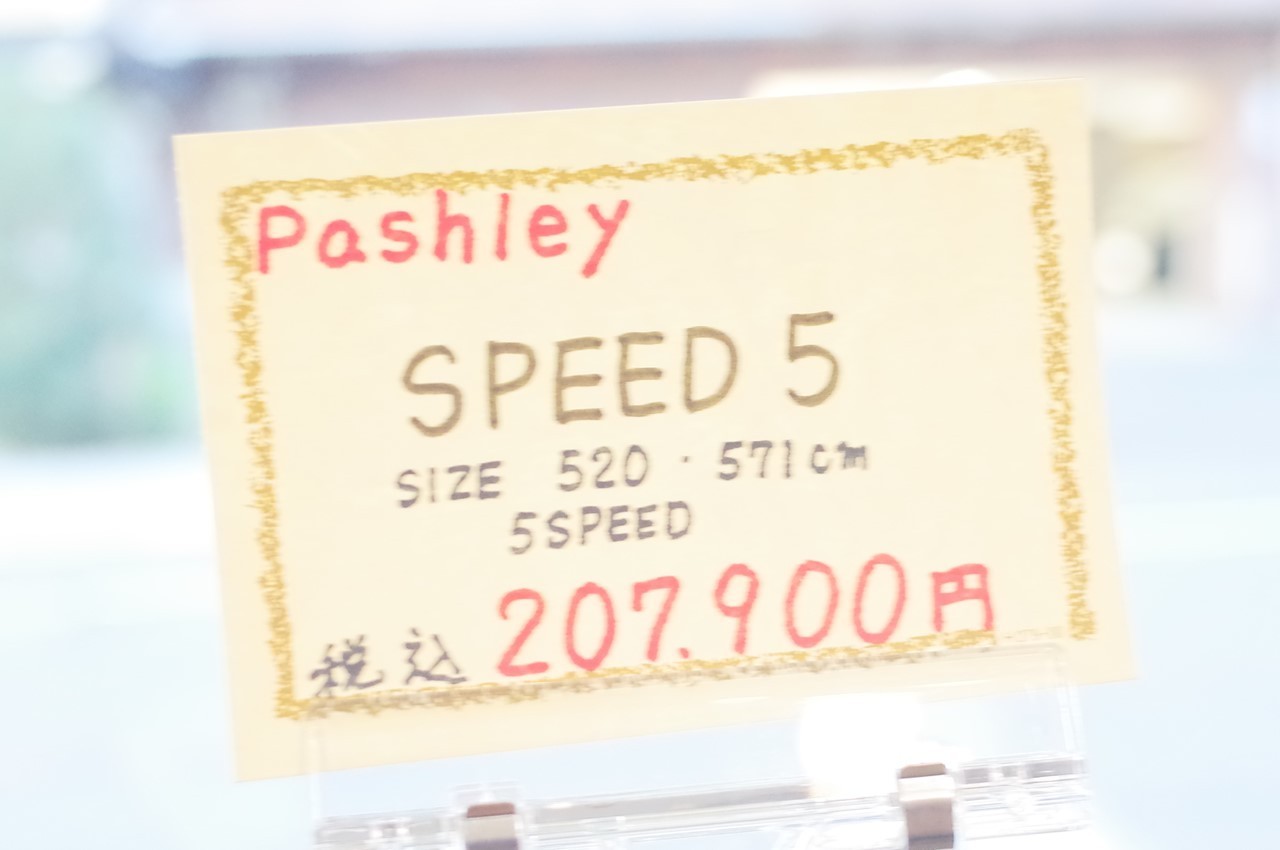 Pashley
SPEED 5
SIZE 520・571cm
5SPEED
税込 207.900円